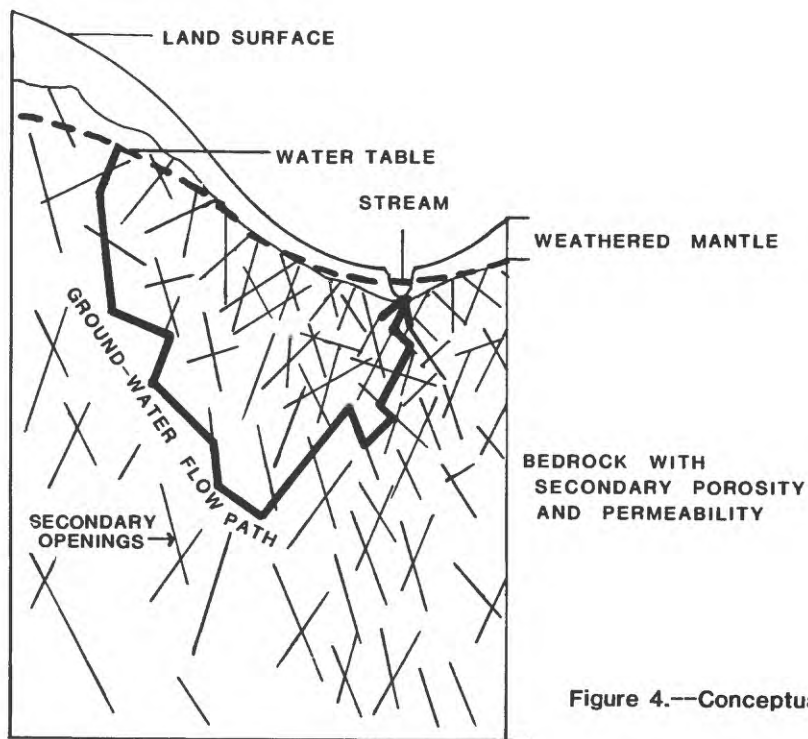 LAND SURFACE
WATER TABLE
STREAM
WEATHERED MANTLE
GROUND-WATER FLOW PATH
BEDROCK WITH
SECONDARY POROSITY
AND PERMEABILITY
SECONDARY
OPENINGS→
Figure 4.--Conceptua